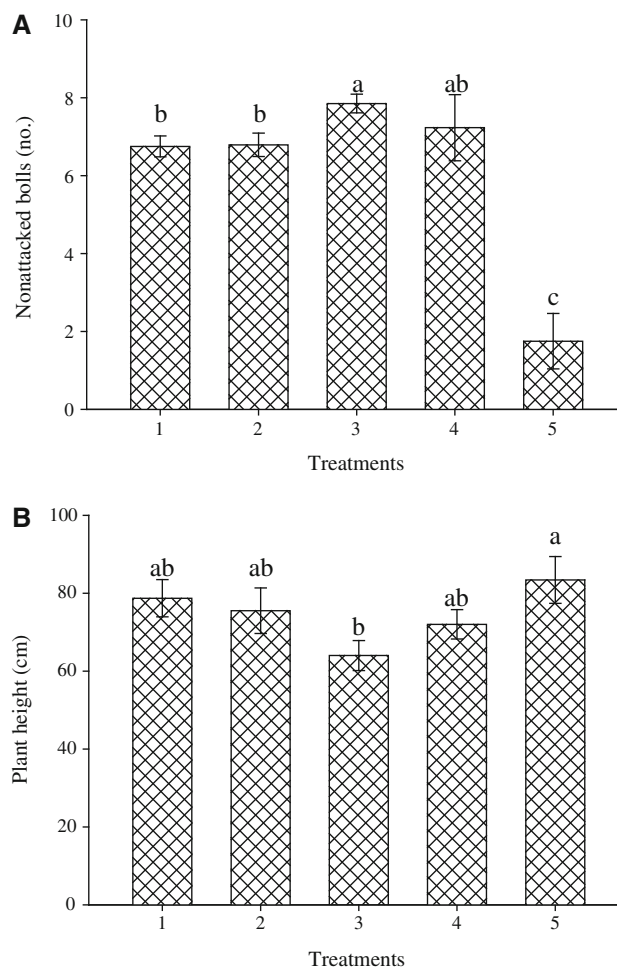 A
Nonattacked bolls (no.)
10
8
6
4
2
0
b
b
a
ab
c
1 2 3 4 5
Treatments
B
Plant height (cm)
100
80
60
40
20
0
ab
ab
b
ab
a
1 2 3 4 5
Treatments